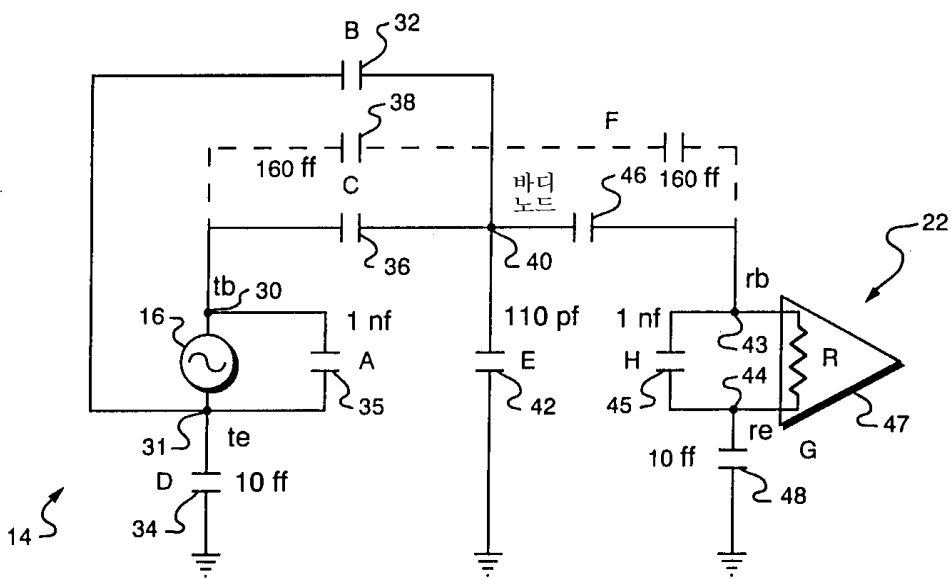 B
32
38
F
160 ff
C
160 ff
바디
노드
46
36
40
22
tb
30
rb
16
1 nf
110 pf
1 nf
43
R
A
E
H
44
35
42
45
47
31
te
re
G
D
10 ff
10 ff
34
48
14